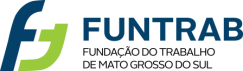 FUNTRAB
FUNDAÇÃO DO TRABALHO
DE MATO GROSSO DO SUL